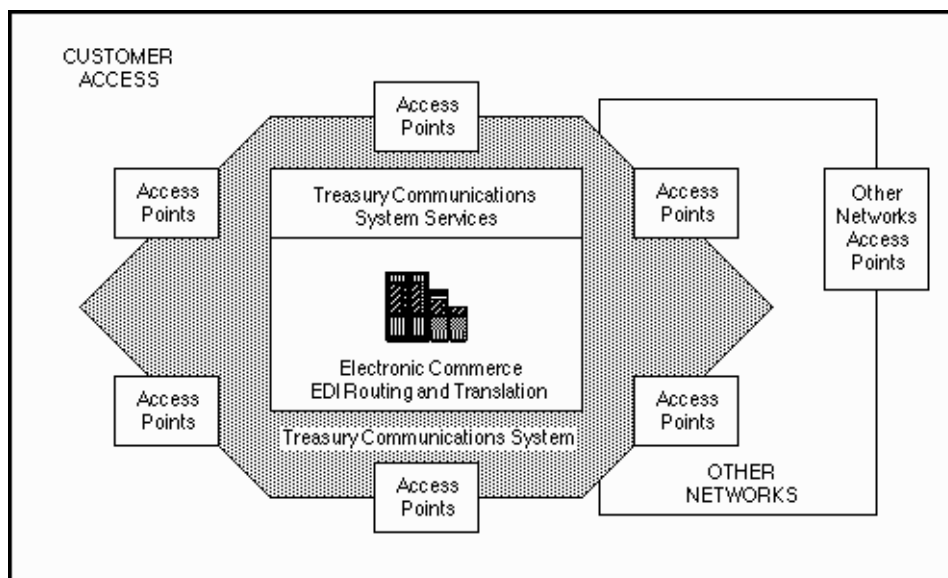 CUSTOMER
ACCESS
Access
Points
Access
Points
Access
Points
Other
Networks
Access
Points
Treasury Communications
System Services
Electronic Commerce
EDI Routing and Translation
Access
Points
Access
Points
Treasury Communications System
Access
Points
OTHER
NETWORKS